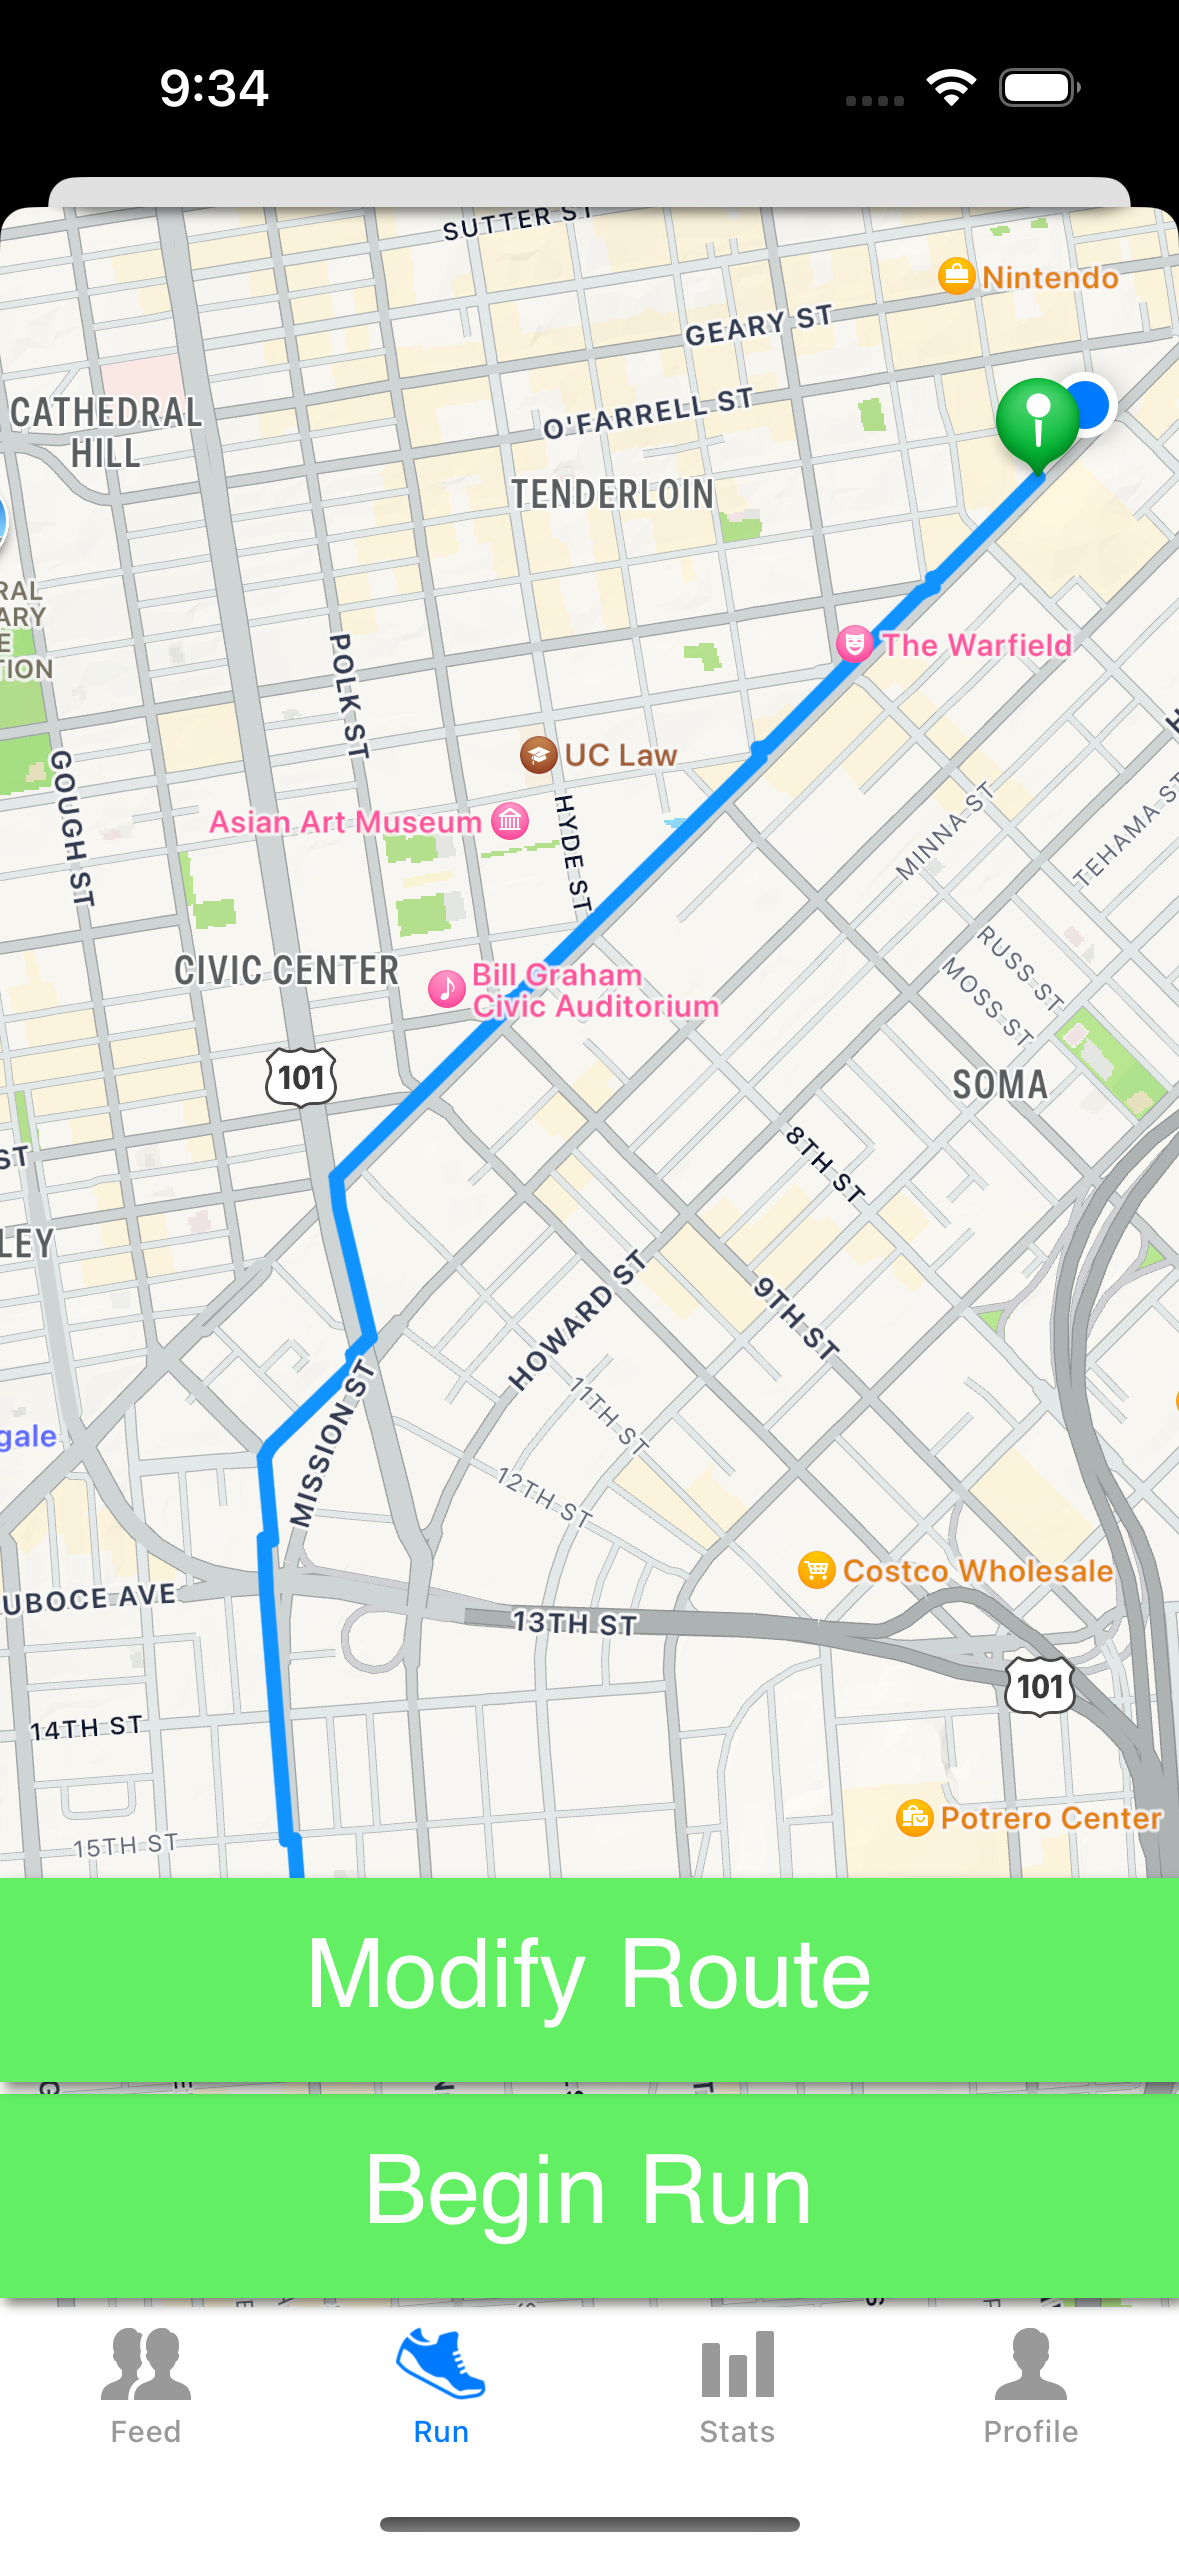 9:34
SUTTER ST
Nintendo
GEARY ST
CATHEDRAL
HILL
O'FARRELL ST
TENDERLOIN
POLK ST
The Warfield
UC Law
GOUGH ST
Asian Art Museum
HYDE ST
MINNA ST
TEHAMA ST
CIVIC CENTER
Bill Graham
Civic Auditorium
RUSS ST
MOSS ST
101
SOMA
8TH ST
HOWARD ST
9TH ST
MISSION ST
11TH ST
12TH ST
Costco Wholesale
UBOCE AVE
13TH ST
101
14TH ST
Potrero Center
15TH ST
Modify Route
Begin Run
Feed
Run
Stats
Profile